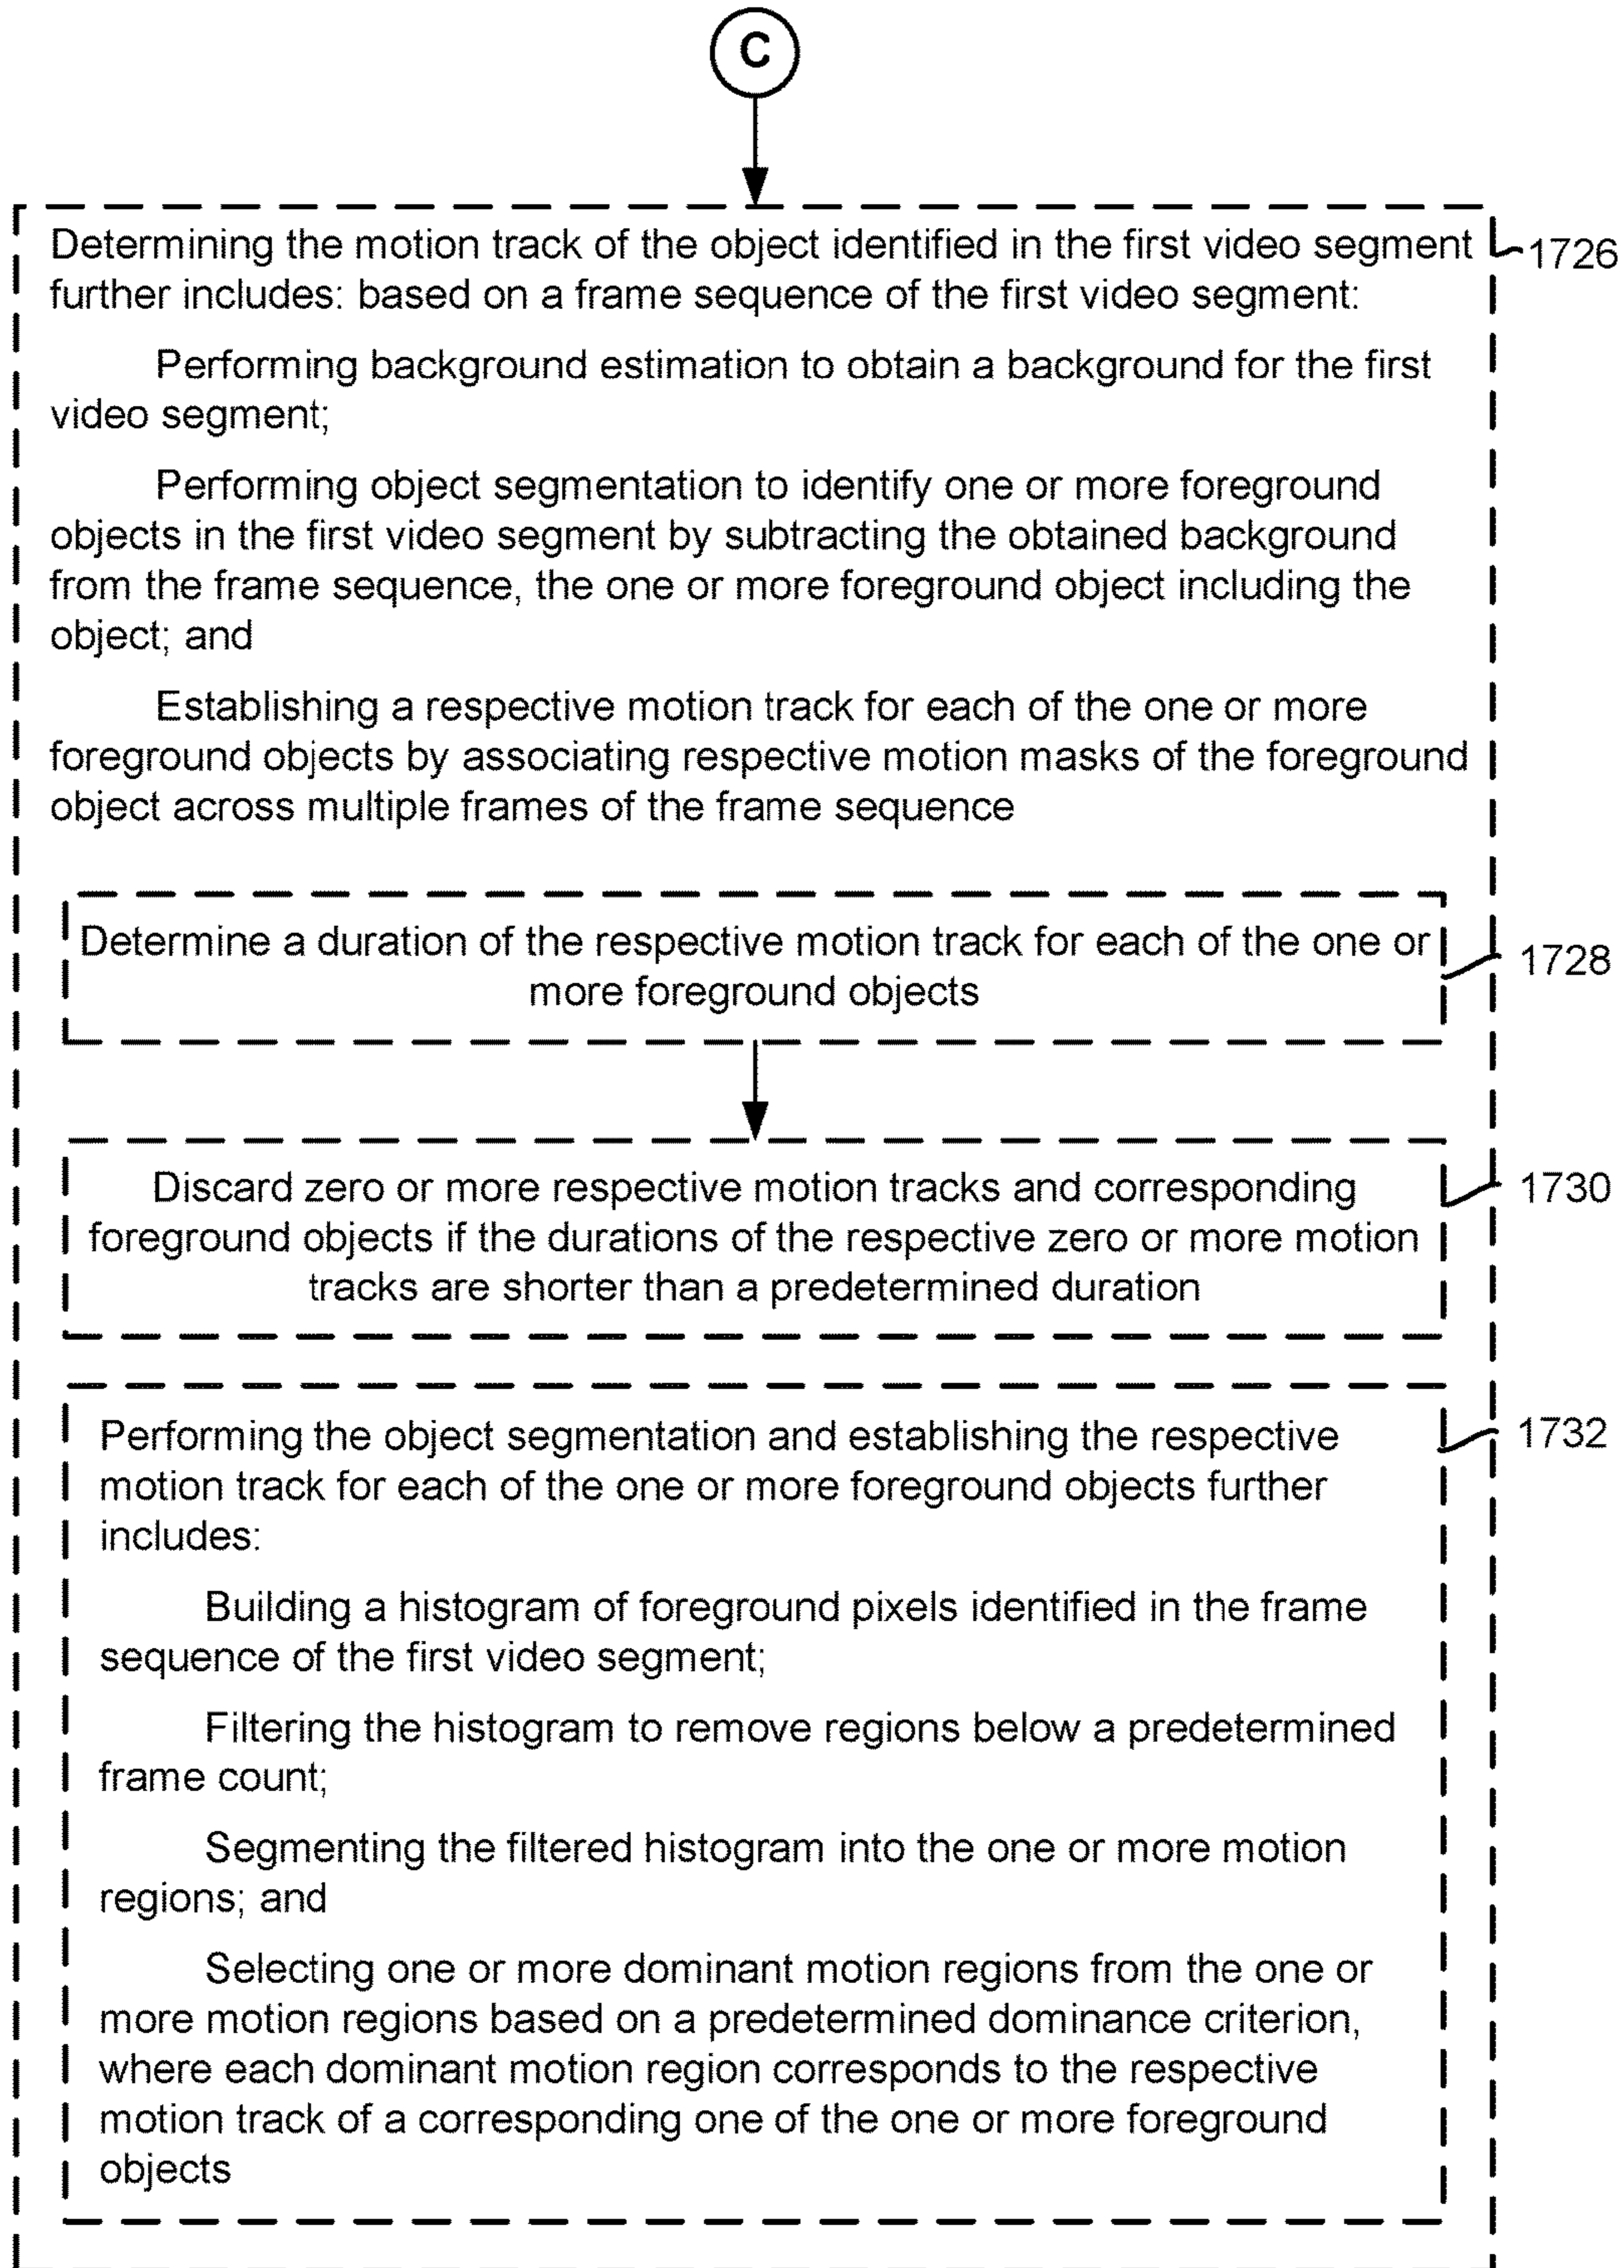 C
Determining the motion track of the object identified in the first video segment
1726
further includes: based on a frame sequence of the first video segment:
Performing background estimation to obtain a background for the first
video segment;
Performing object segmentation to identify one or more foreground
objects in the first video segment by subtracting the obtained background
from the frame sequence, the one or more foreground object including the
object; and
Establishing a respective motion track for each of the one or more
foreground objects by associating respective motion masks of the foreground
object across multiple frames of the frame sequence
Determine a duration of the respective motion track for each of the one or
1728
more foreground objects
Discard zero or more respective motion tracks and corresponding
1730
foreground objects if the durations of the respective zero or more motion
tracks are shorter than a predetermined duration
Performing the object segmentation and establishing the respective
1732
motion track for each of the one or more foreground objects further
includes:
Building a histogram of foreground pixels identified in the frame
sequence of the first video segment;
Filtering the histogram to remove regions below a predetermined
frame count;
Segmenting the filtered histogram into the one or more motion
regions; and
Selecting one or more dominant motion regions from the one or
more motion regions based on a predetermined dominance criterion,
where each dominant motion region corresponds to the respective
motion track of a corresponding one of the one or more foreground
objects